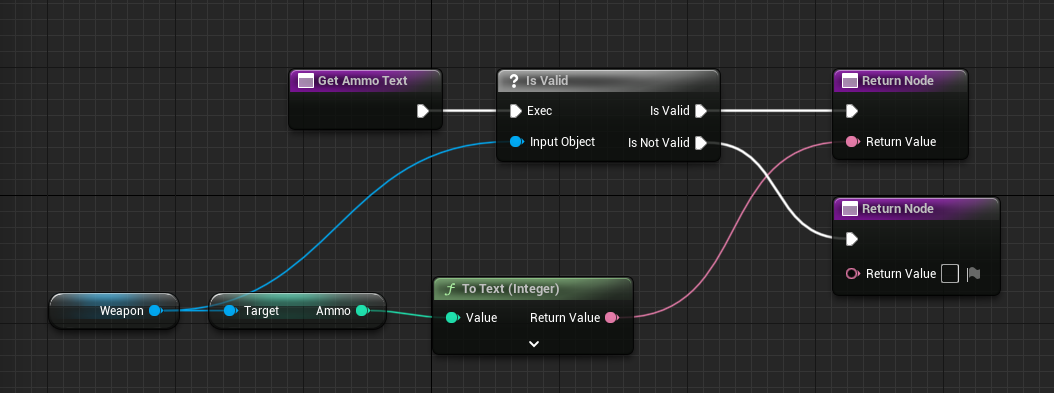 Get Ammo Text
? Is Valid
Exec
Is Valid
Input Object
Is Not Valid
Return Node
Return Value
Return Node
Return Value
Weapon
Target
Ammo
f To Text (Integer)
Value
Return Value